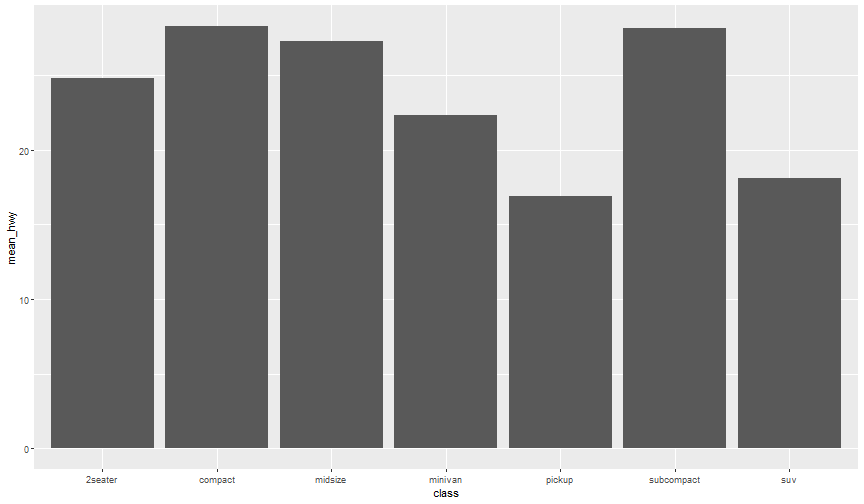 mean_hwy
20
10
0
2seater compact midsize minivan pickup subcompact suv
class